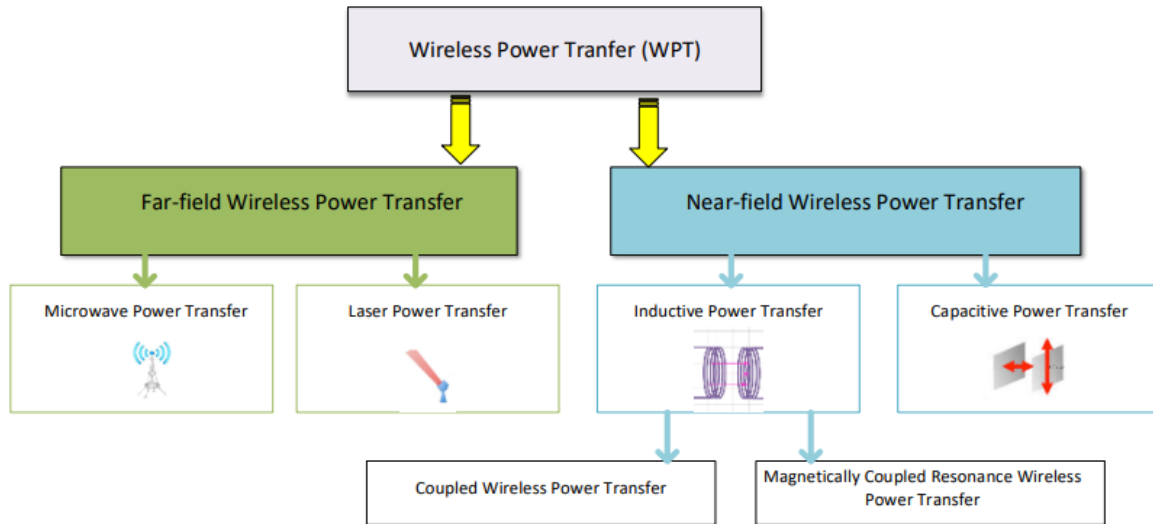 Wireless Power Tranfer (WPT)
Far-field Wireless Power Transfer
Near-field Wireless Power Transfer
Microwave Power Transfer
Laser Power Transfer
Inductive Power Transfer
Capacitive Power Transfer
Coupled Wireless Power Transfer
Magnetically Coupled Resonance Wireless
Power Transfer